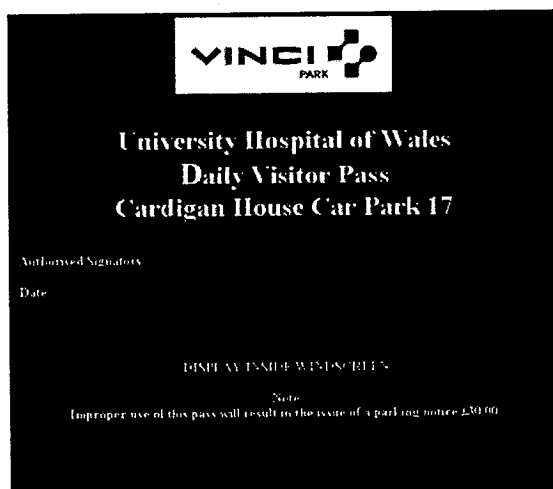 VINCI
PARK
University Hospital of Wales
Daily Visitor Pass
Cardigan House Car Park 17
Authorised Signatory
Date
DISPLAY INSIDE WINDSCREEN
Note
Improper use of this pass will result in the issue of a parking notice £30.00